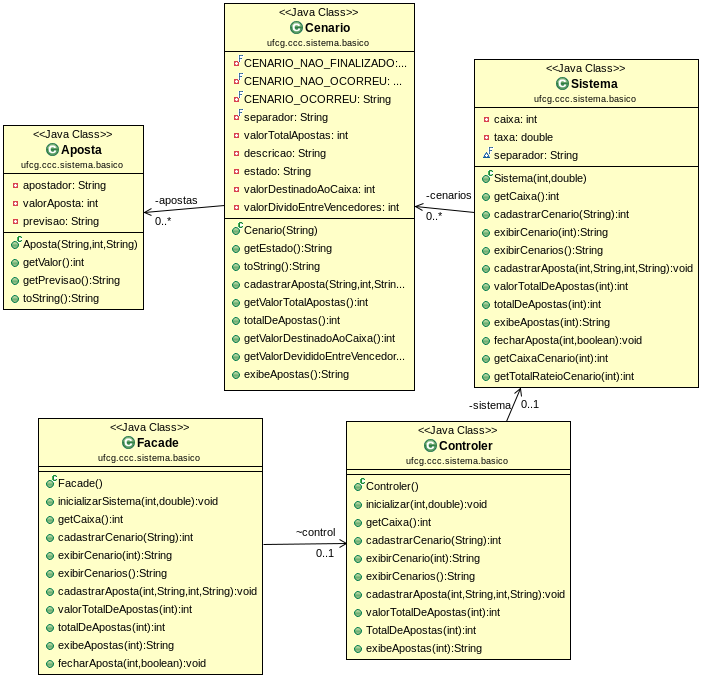 <<Java Class>>
Cenario
ufcg.ccc.sistema.basico
CENARIO_NAO_FINALIZADO:...
CENARIO_NAO_OCORREU: ...
CENARIO_OCORREU: String
separador: String
valorTotalApostas: int
descricao: String
estado: String
valorDestinadoAoCaixa: int
valorDividoEntreVencedores: int
Cenario(String)
getEstado():String
toString():String
cadastrarAposta(String,int,Strin...
getValorTotalApostas():int
totalDeApostas():int
getValorDestinadoAoCaixa():int
getValorDevididoEntreVencedor...
exibeApostas():String
<<Java Class>>
Sistema
ufcg.ccc.sistema.basico
caixa: int
taxa: double
separador: String
Sistema(int,double)
getCaixa():int
cadastrarCenario(String):int
exibirCenario(int):String
exibirCenarios():String
cadastrarAposta(int,String,int,String):void
valorTotalDeApostas(int):int
totalDeApostas(int):int
exibeApostas(int):String
fecharAposta(int,boolean):void
getCaixaCenario(int):int
getTotalRateioCenario(int):int
<<Java Class>>
Aposta
ufcg.ccc.sistema.basico
apostador: String
valorAposta: int
previsao: String
Aposta(String,int,String)
getValor():int
getPrevisao():String
toString():String
-apostas
0..*
-cenarios
0..*
-sistema
0..1
<<Java Class>>
Facade
ufcg.ccc.sistema.basico
Facade()
inicializarSistema(int,double):void
getCaixa():int
cadastrarCenario(String):int
exibirCenario(int):String
exibirCenarios():String
cadastrarAposta(int,String,int,String):void
valorTotalDeApostas(int):int
totalDeApostas(int):int
exibeApostas(int):String
fecharAposta(int,boolean):void
~control
0..1
<<Java Class>>
Controler
ufcg.ccc.sistema.basico
Controler()
inicializar(int,double):void
getCaixa():int
cadastrarCenario(String):int
exibirCenario(int):String
exibirCenarios():String
cadastrarAposta(int,String,int,String):void
valorTotalDeApostas(int):int
TotalDeApostas(int):int
exibeApostas(int):String